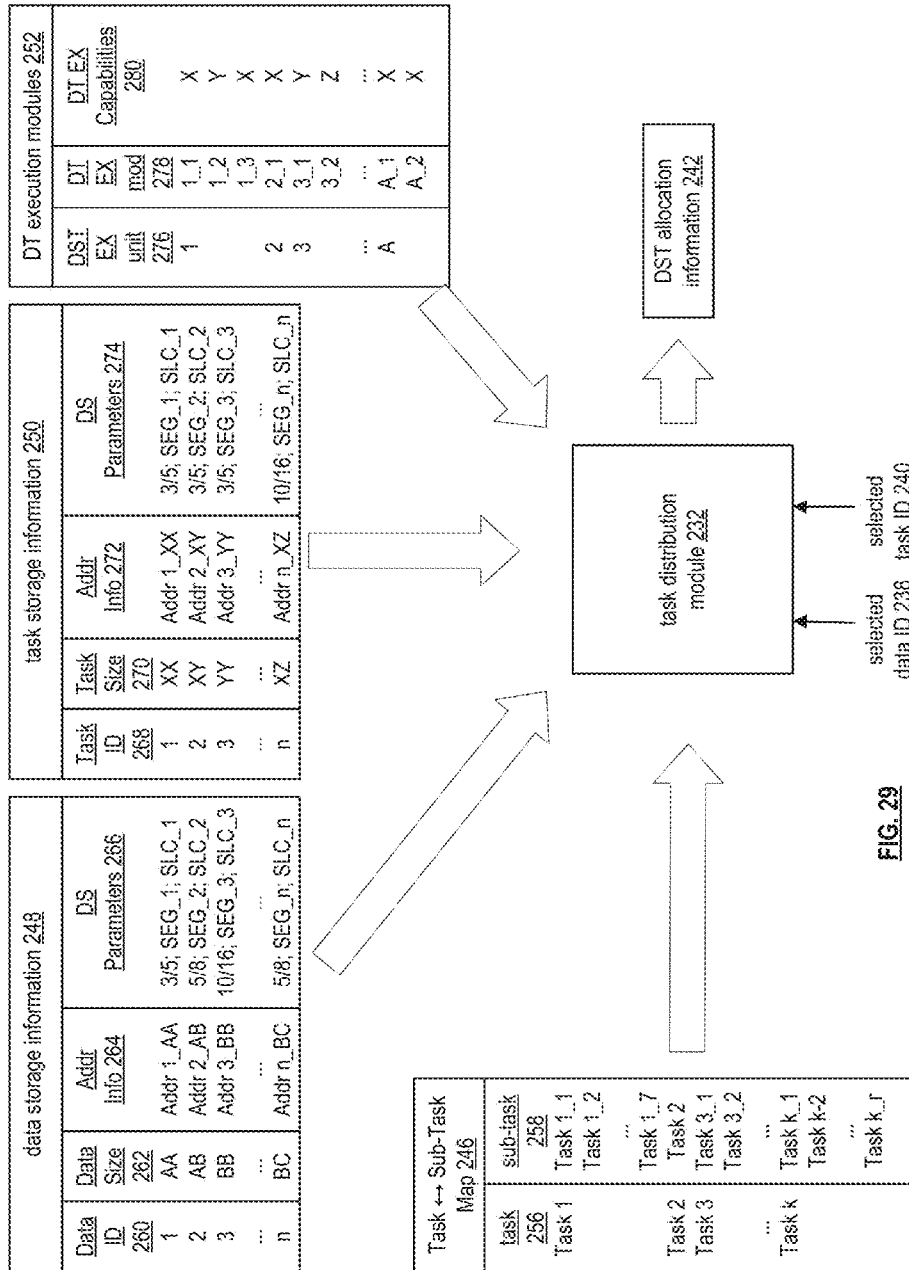 data storage information 248
Data ID 260 Data Size 262 Addr Info 264 DS Parameters 266
1 AA Addr 1_AA 3/5; SEG_1; SLC_1
2 AB Addr 2_AB 5/8; SEG_2; SLC_2
3 BB Addr 3_BB 10/16; SEG_3; SLC_3
... ... ... ...
n BC Addr n_BC 5/8; SEG_n; SLC_n
task storage information 250
Task ID 268 Task Size 270 Addr Info 272 DS Parameters 274
1 XX Addr 1_XX 3/5; SEG_1; SLC_1
2 XY Addr 2_XY 3/5; SEG_2; SLC_2
3 YY Addr 3_YY 3/5; SEG_3; SLC_3
... ... ... ...
n XZ Addr n_XZ 10/16; SEG_n; SLC_n
DT execution modules 252
DST EX unit 276 DT EX mod 278 DT EX Capabilities 280
1 1_1 X
1_2 Y
1_3 X
2 2_1 X
3 3_1 Y
3_2 Z
... ... ...
A A_1 X
A_2 X
Task ↔ Sub-Task
Map 246
task 256 sub-task 258
Task 1 Task 1_1
Task 1_2
...
Task 1_7
Task 2 Task 2
Task 3 Task 3_1
Task 3_2
... ...
Task k Task k_1
Task k-2
...
Task k_r
task distribution
module 232
DST allocation
information 242
selected
data ID 238
selected
task ID 240
FIG. 29